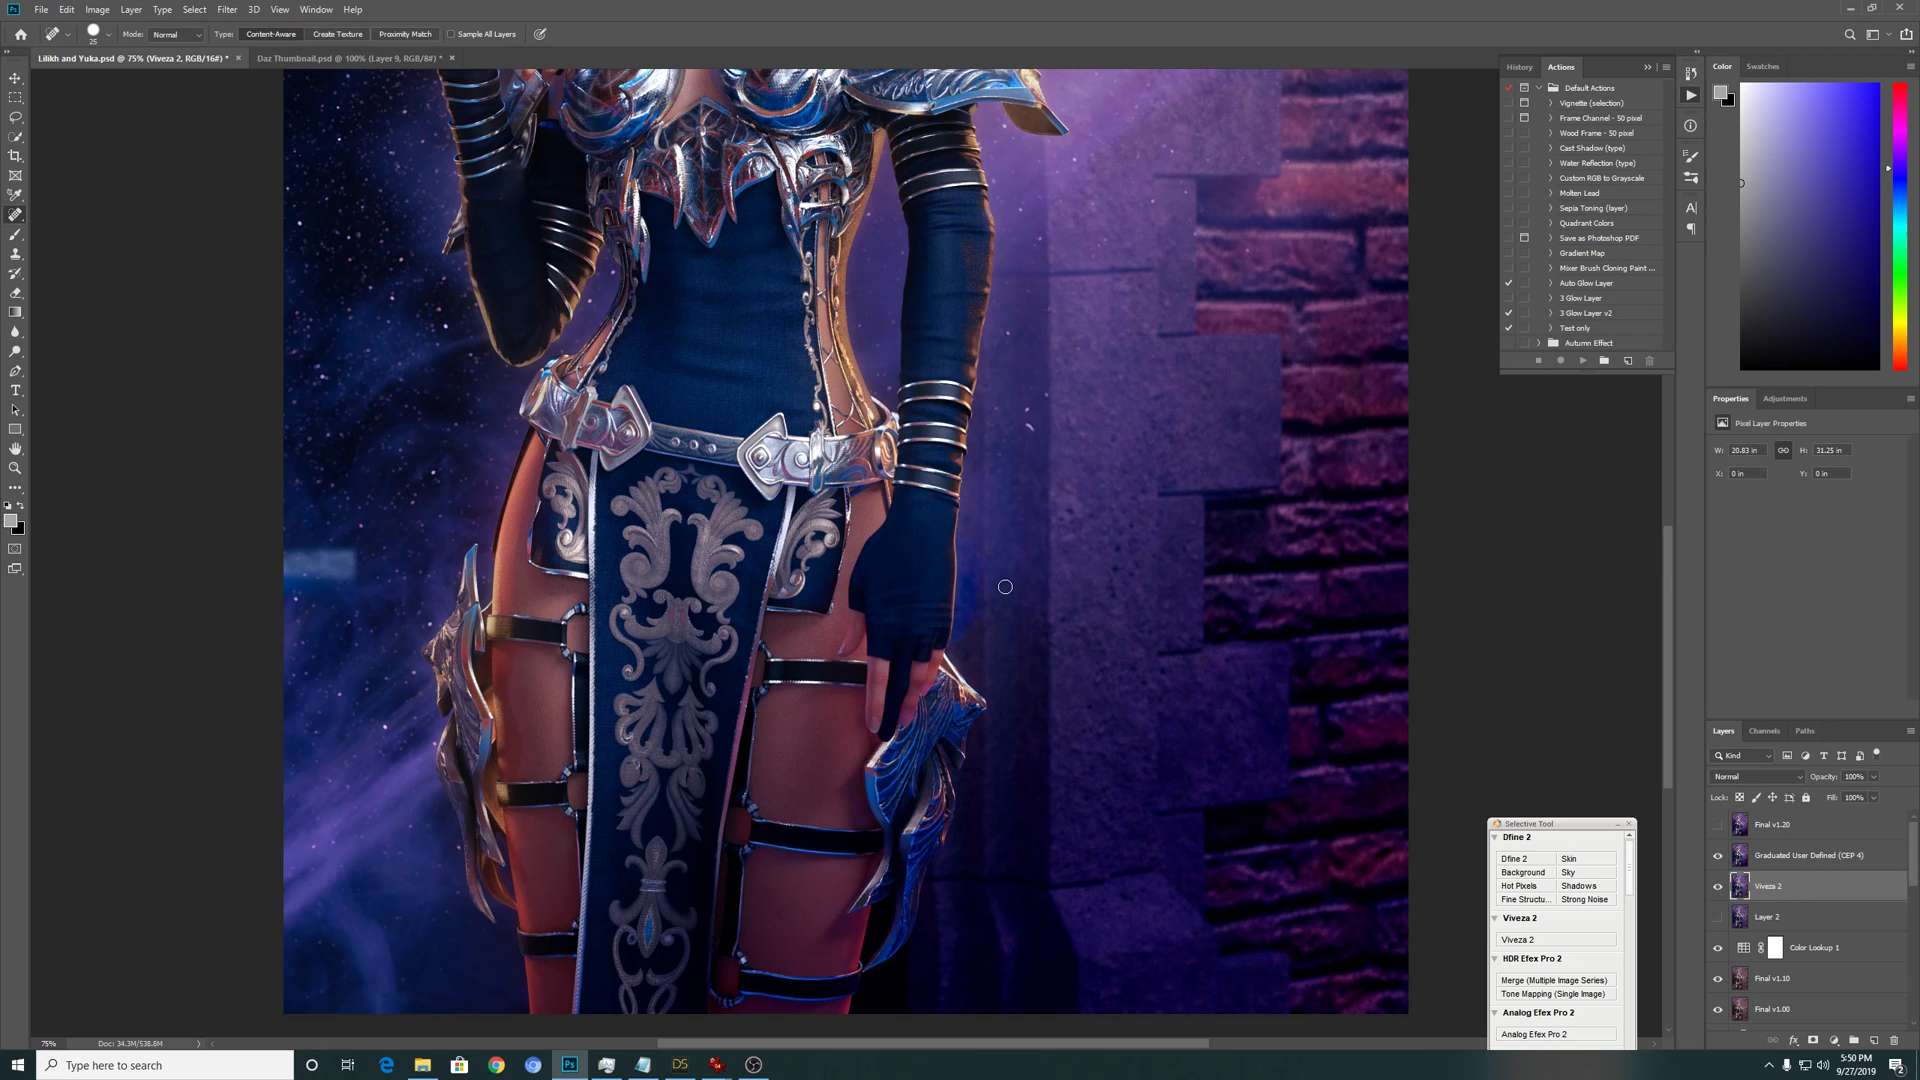 File Edit Image Layer Type Select Filter 3D View Window Help
25 Mode: Normal Type: Content-Aware Create Texture Proximity Match Sample All Layers
Lilikh and Yuka.psd @ 75% (Viveza 2, RGB/16#) * × Daz Thumbnail.psd @ 100% (Layer 9, RGB/8#) * ×
History Actions
Default Actions
Vignette (selection)
Frame Channel - 50 pixel
Wood Frame - 50 pixel
Cast Shadow (type)
Water Reflection (type)
Custom RGB to Grayscale
Molten Lead
Sepia Toning (layer)
Quadrant Colors
Save as Photoshop PDF
Gradient Map
Mixer Brush Cloning Paint ...
Auto Glow Layer
3 Glow Layer
3 Glow Layer v2
Test only
Autumn Effect
Color Swatches
Properties Adjustments
Pixel Layer Properties
W: 20.83 in H: 31.25 in
X: 0 in Y: 0 in
Layers Channels Paths
Kind
Normal Opacity: 100%
Lock: Fill: 100%
Final v1.20
Graduated User Defined (CEP 4)
Viveza 2
Layer 2
Color Lookup 1
Final v1.10
Final v1.00
Selective Tool
Dfine 2
Dfine 2 Skin
Background Sky
Hot Pixels Shadows
Fine Structu... Strong Noise
Viveza 2
Viveza 2
HDR Efex Pro 2
Merge (Multiple Image Series)
Tone Mapping (Single Image)
Analog Efex Pro 2
Analog Efex Pro 2
75% Doc: 34.3M/538.8M
Type here to search
5:50 PM
9/27/2019